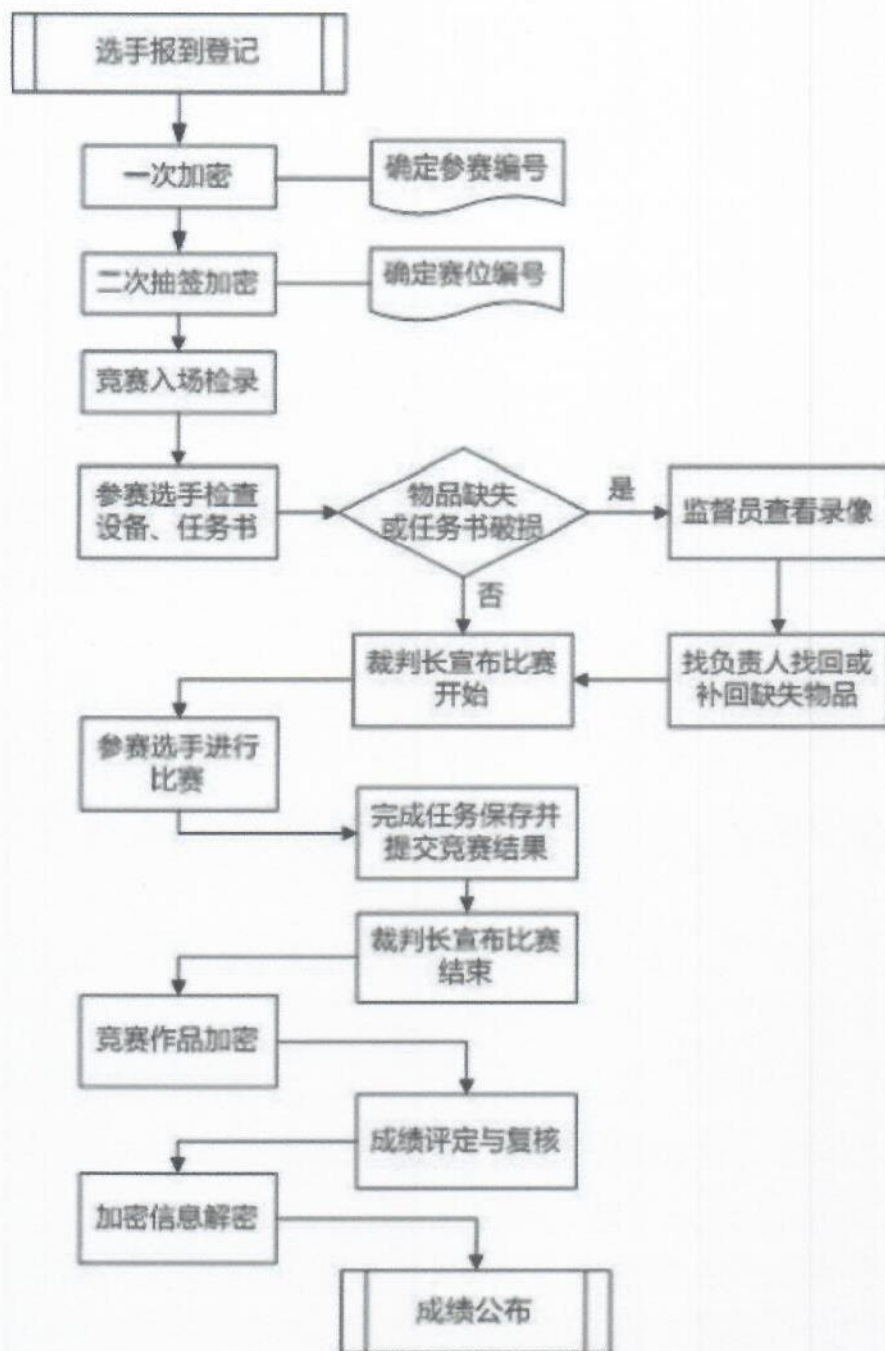 选手报到登记
一次加密
确定参赛编号
二次抽签加密
确定赛位编号
竞赛入场检录
参赛选手检查
设备、任务书
物品缺失
或任务书破损
是
监督员查看录像
否
裁判长宣布比赛
开始
找负责人找回或
补回缺失物品
参赛选手进行
比赛
完成任务保存并
提交竞赛结果
裁判长宣布比赛
结束
竞赛作品加密
成绩评定与复核
加密信息解密
成绩公布